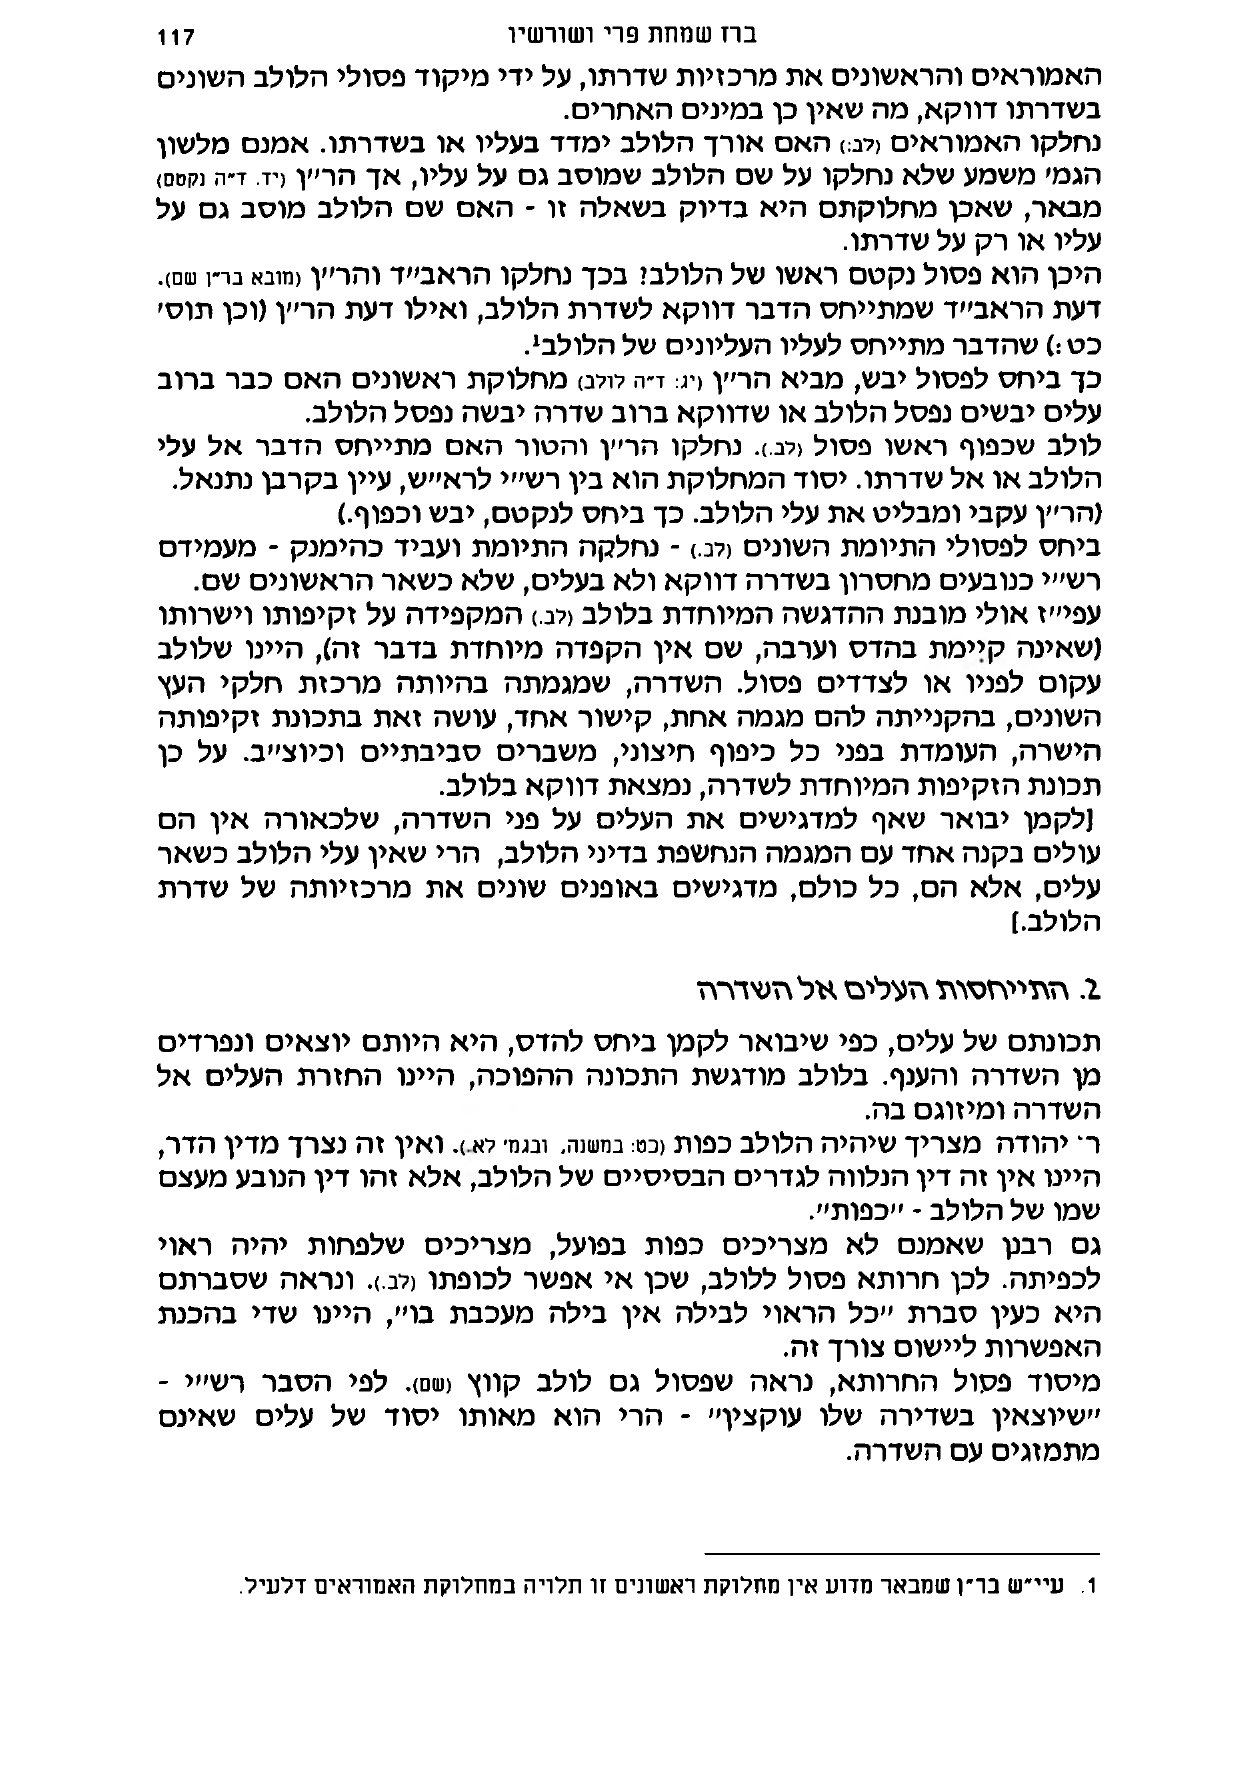 ברז שמחת פרי ושורשיו 117
האמוראים והראשונים את מרכזיות שדרתו, על ידי מיקוד פסולי הלולב השונים
בשדרתו דווקא, מה שאין כן במינים האחרים.
נחלקו האמוראים (לב:) האם אורך הלולב ימדד בעליו או בשדרתו. אמנם מלשון
הגמ' משמע שלא נחלקו על שם הלולב שמוסב גם על עליו, אך הר"ן (יד. ד"ה נקטם)
מבאר, שאכן מחלוקתם היא בדיוק בשאלה זו - האם שם הלולב מוסב גם על
עליו או רק על שדרתו.
היכן הוא פסול נקטם ראשו של הלולב? בכך נחלקו הראב"ד והר"ן (מובא בר"ן שם).
דעת הראב"ד שמתייחס הדבר דווקא לשדרת הלולב, ואילו דעת הר"ן (וכן תוס'
כט:) שהדבר מתייחס לעליו העליונים של הלולב¹.
כך ביחס לפסול יבש, מביא הר"ן (יג: ד"ה לולב) מחלוקת ראשונים האם כבר ברוב
עלים יבשים נפסל הלולב או שדווקא ברוב שדרה יבשה נפסל הלולב.
לולב שכפוף ראשו פסול (לב.). נחלקו הר"ן והטור האם מתייחס הדבר אל עלי
הלולב או אל שדרתו. יסוד המחלוקת הוא בין רש"י לרא"ש, עיין בקרבן נתנאל.
(הר"ן עקבי ומבליט את עלי הלולב. כך ביחס לנקטם, יבש וכפוף.)
ביחס לפסולי התיומת השונים (לב.) - נחלקה התיומת ועביד כהימנק - מעמידם
רש"י כנובעים מחסרון בשדרה דווקא ולא בעלים, שלא כשאר הראשונים שם.
עפי"ז אולי מובנת ההדגשה המיוחדת בלולב (לב.) המקפידה על זקיפותו וישרותו
(שאינה קיימת בהדס וערבה, שם אין הקפדה מיוחדת בדבר זה), היינו שלולב
עקום לפניו או לצדדים פסול. השדרה, שמגמתה בהיותה מרכזת חלקי העץ
השונים, בהקנייתה להם מגמה אחת, קישור אחד, עושה זאת בתכונת זקיפותה
הישרה, העומדת בפני כל כיפוף חיצוני, משברים סביבתיים וכיוצ"ב. על כן
תכונת הזקיפות המיוחדת לשדרה, נמצאת דווקא בלולב.
[לקמן יבואר שאף למדגישים את העלים על פני השדרה, שלכאורה אין הם
עולים בקנה אחד עם המגמה הנחשפת בדיני הלולב, הרי שאין עלי הלולב כשאר
עלים, אלא הם, כל כולם, מדגישים באופנים שונים את מרכזיותה של שדרת
הלולב.]
2. התייחסות העלים אל השדרה
תכונתם של עלים, כפי שיבואר לקמן ביחס להדס, היא היותם יוצאים ונפרדים
מן השדרה והענף. בלולב מודגשת התכונה ההפוכה, היינו החזרת העלים אל
השדרה ומיזוגם בה.
ר' יהודה מצריך שיהיה הלולב כפות (כט: במשנה, ובגמ' לא.). ואין זה נצרך מדין הדר,
היינו אין זה דין הנלווה לגדרים הבסיסיים של הלולב, אלא זהו דין הנובע מעצם
שמו של הלולב - "כפות".
גם רבנן שאמנם לא מצריכים כפות בפועל, מצריכים שלפחות יהיה ראוי
לכפיתה. לכן חרותא פסול ללולב, שכן אי אפשר לכופתו (לב.). ונראה שסברתם
היא כעין סברת "כל הראוי לבילה אין בילה מעכבת בו", היינו שדי בהכנת
האפשרות ליישום צורך זה.
מיסוד פסול החרותא, נראה שפסול גם לולב קווץ (שם). לפי הסבר רש"י -
"שיוצאין בשדירה שלו עוקצין" - הרי הוא מאותו יסוד של עלים שאינם
מתמזגים עם השדרה.
1. עיי"ש בר"ן שמבאר מדוע אין מחלוקת ראשונים זו תלויה במחלוקת האמוראים דלעיל.